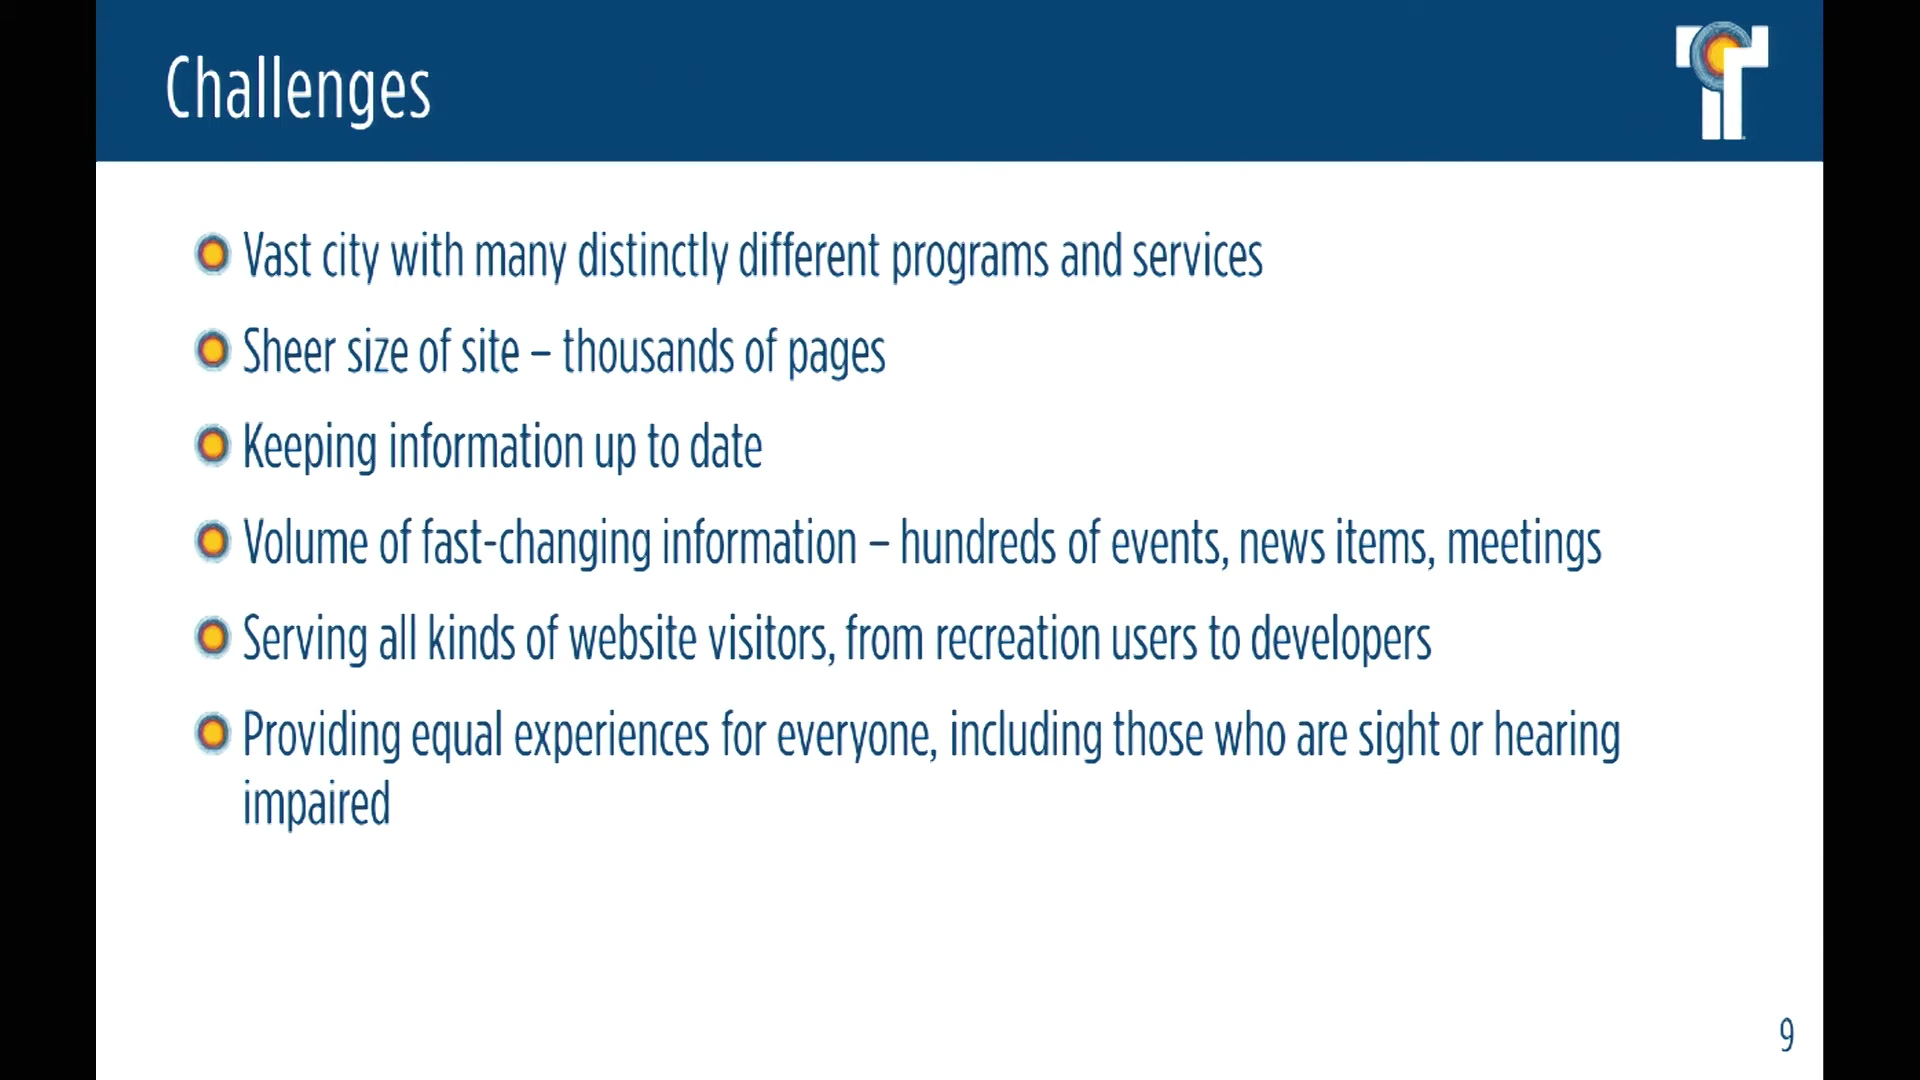 Challenges
Vast city with many distinctly different programs and services
Sheer size of site – thousands of pages
Keeping information up to date
Volume of fast-changing information – hundreds of events, news items, meetings
Serving all kinds of website visitors, from recreation users to developers
Providing equal experiences for everyone, including those who are sight or hearing
impaired
9